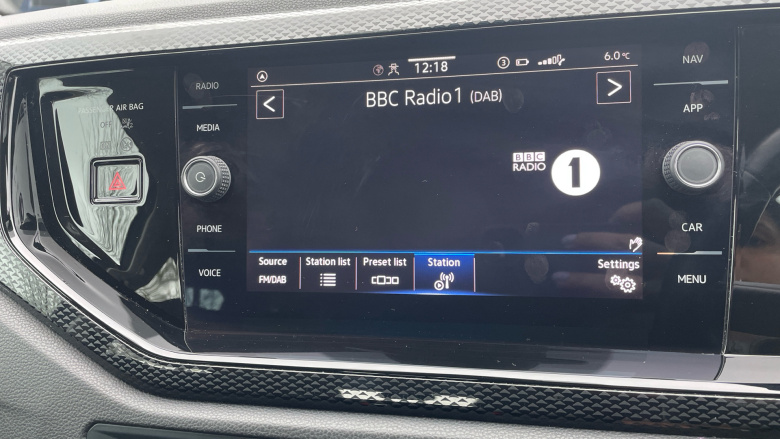 RADIO
MEDIA
PHONE
VOICE
AIR BAG
OFF
3
12:18
6.0°C
<
BBC Radio1 (DAB)
>
BBC
RADIO
1
Source
FM/DAB
Station list
Preset list
Station
Settings
NAV
APP
CAR
MENU